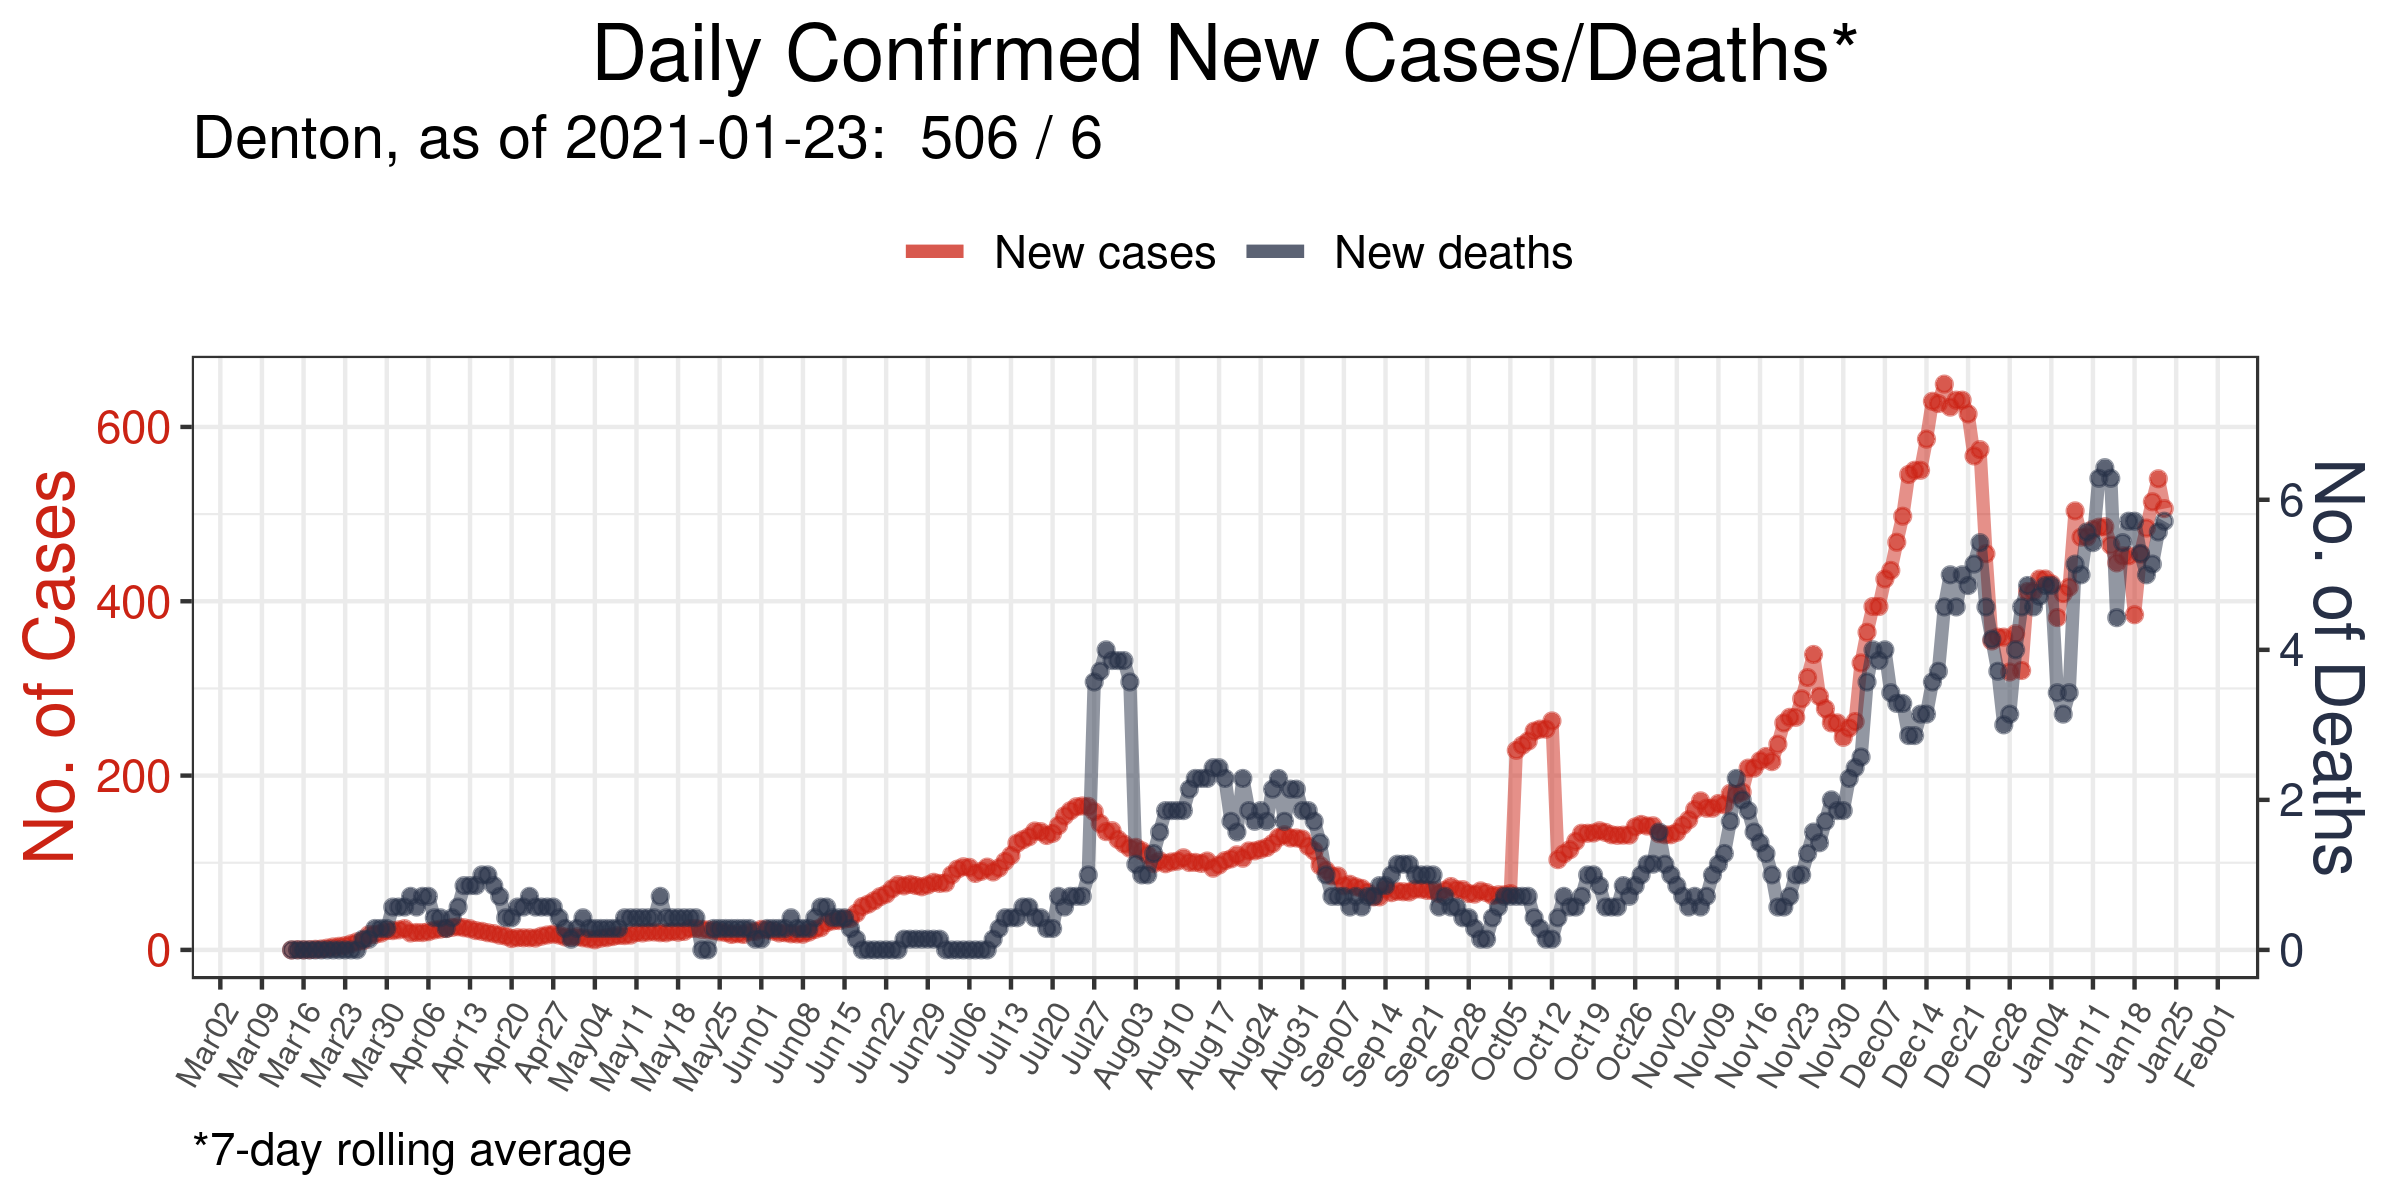 Daily Confirmed New Cases/Deaths*
Denton, as of 2021-01-23:  506 / 6
New cases New deaths
No. of Cases
600
400
200
0
6
4
2
0
No. of Deaths
Mar02 Mar09 Mar16 Mar23 Mar30 Apr06 Apr13 Apr20 Apr27 May04 May11 May18 May25 Jun01 Jun08 Jun15 Jun22 Jun29 Jul06 Jul13 Jul20 Jul27 Aug03 Aug10 Aug17 Aug24 Aug31 Sep07 Sep14 Sep21 Sep28 Oct05 Oct12 Oct19 Oct26 Nov02 Nov09 Nov16 Nov23 Nov30 Dec07 Dec14 Dec21 Dec28 Jan04 Jan11 Jan18 Jan25 Feb01
*7-day rolling average